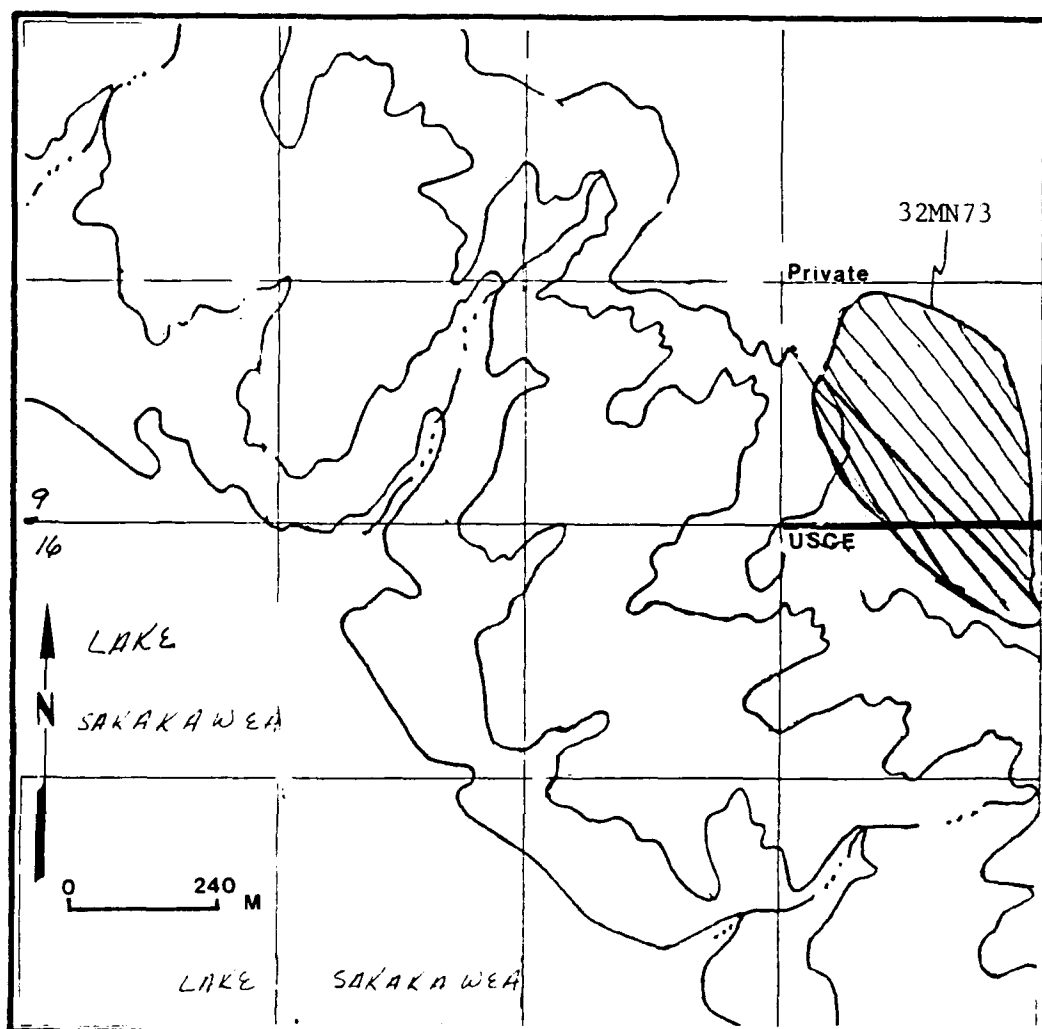 32MN73
Private
9
16
USCE
LAKE
SAKAKAWEA
N
0 240 M
LAKE SAKAKAWEA